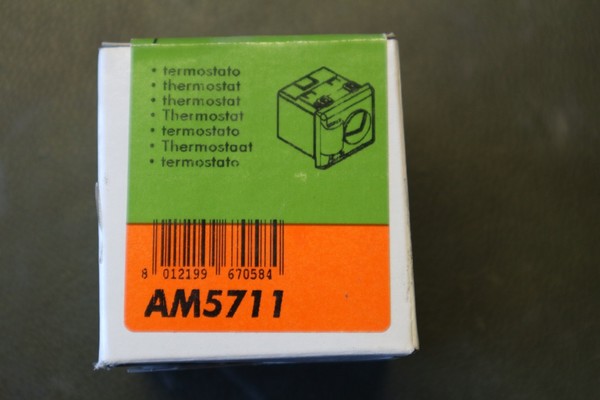 • termostato
• thermostat
• thermostat
• Thermostat
• termostato
• Thermostaat
• termostato
8 012199 670584
AM5711